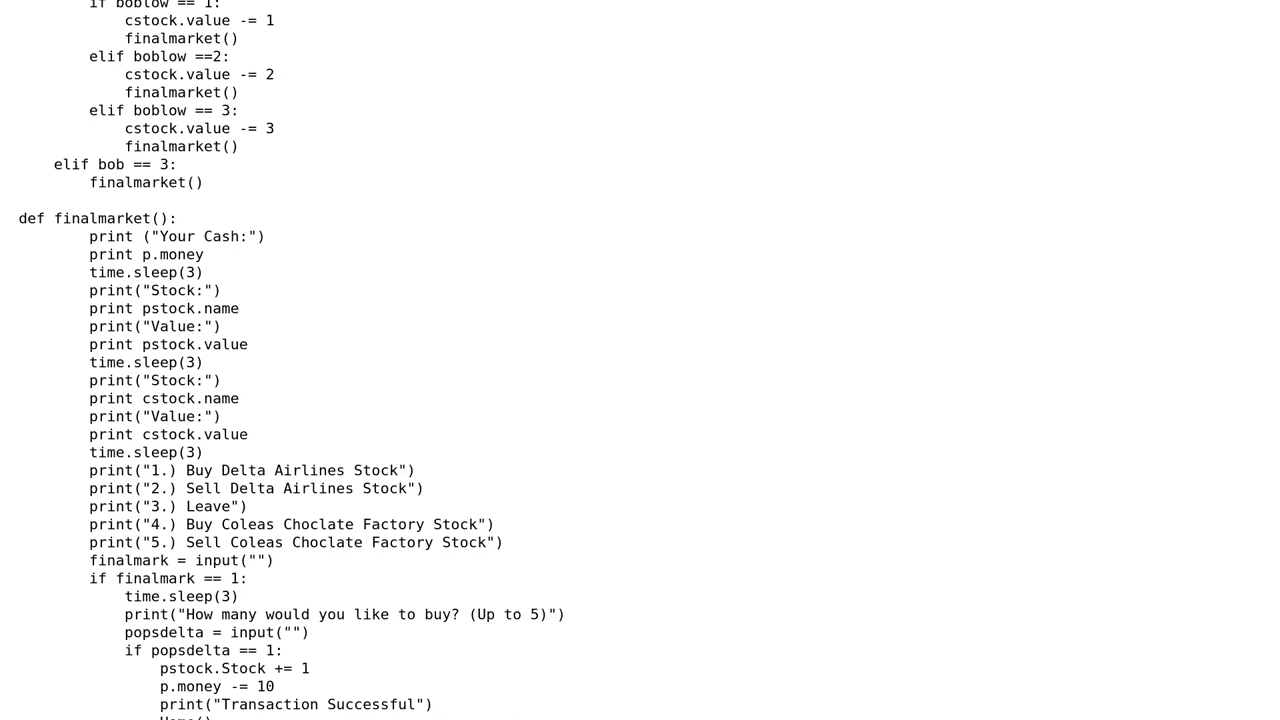 if boblow == 1:
cstock.value -= 1
finalmarket()
elif boblow ==2:
cstock.value -= 2
finalmarket()
elif boblow == 3:
cstock.value -= 3
finalmarket()
elif bob == 3:
finalmarket()
def finalmarket():
print ("Your Cash:")
print p.money
time.sleep(3)
print("Stock:")
print pstock.name
print("Value:")
print pstock.value
time.sleep(3)
print("Stock:")
print cstock.name
print("Value:")
print cstock.value
time.sleep(3)
print("1.) Buy Delta Airlines Stock")
print("2.) Sell Delta Airlines Stock")
print("3.) Leave")
print("4.) Buy Coleas Choclate Factory Stock")
print("5.) Sell Coleas Choclate Factory Stock")
finalmark = input("")
if finalmark == 1:
time.sleep(3)
print("How many would you like to buy? (Up to 5)")
popsdelta = input("")
if popsdelta == 1:
pstock.Stock += 1
p.money -= 10
print("Transaction Successful")